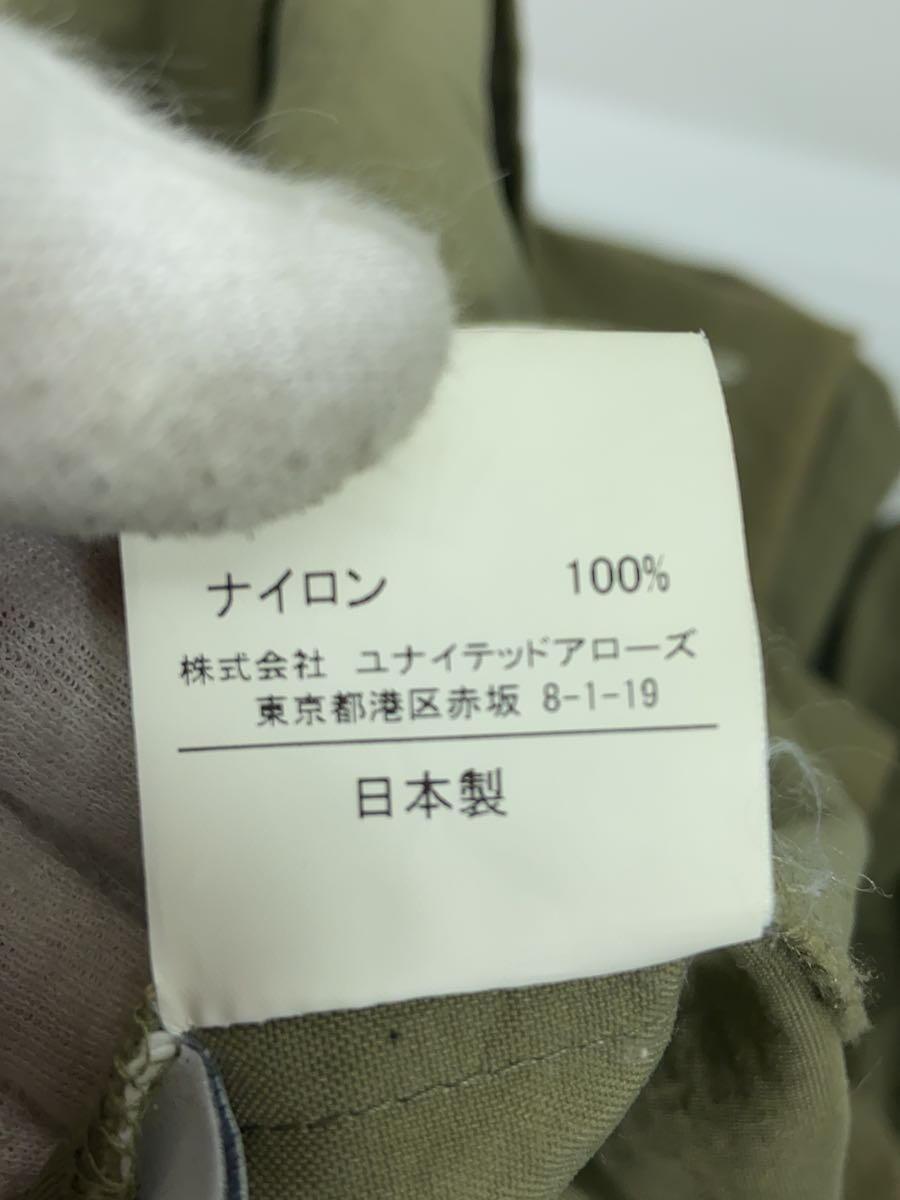 ナイロン 100%
株式会社 ユナイテッドアローズ
東京都港区赤坂 8-1-19
日本製